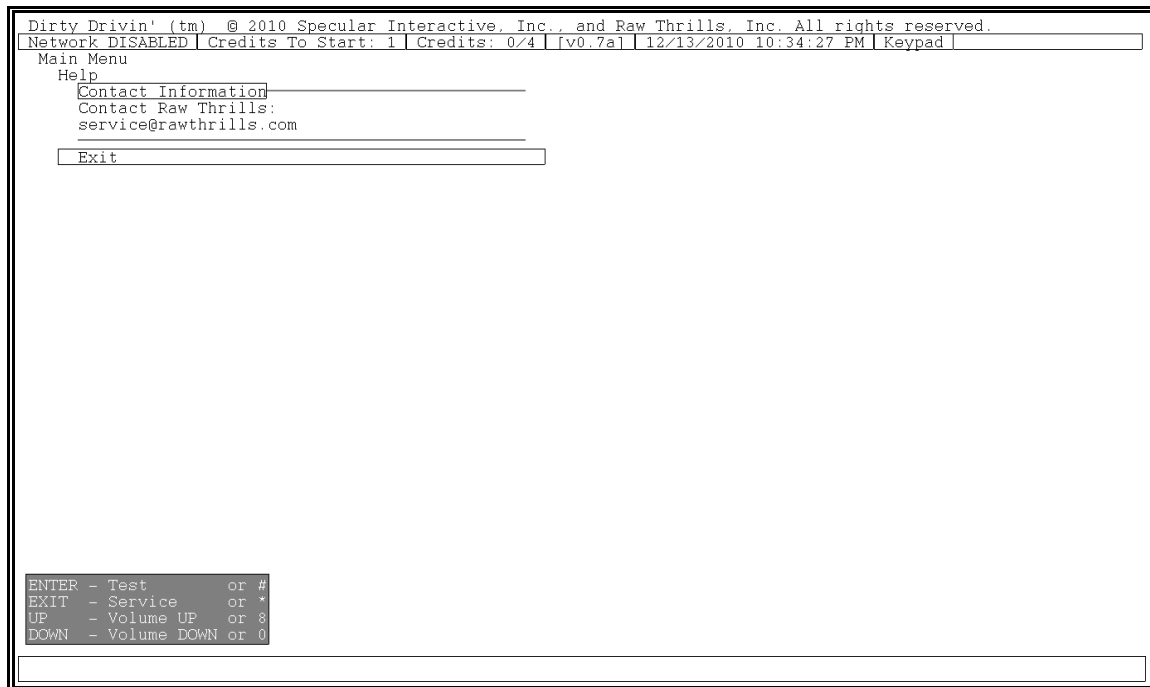 Dirty Drivin' (tm)  © 2010 Specular Interactive, Inc., and Raw Thrills, Inc. All rights reserved.
Network DISABLED | Credits To Start: 1 | Credits: 0/4 | [v0.7a] | 12/13/2010 10:34:27 PM | Keypad |
Main Menu
Help
Contact Information
Contact Raw Thrills:
service@rawthrills.com
Exit
ENTER - Test or #
EXIT - Service or *
UP - Volume UP or 8
DOWN - Volume DOWN or 0